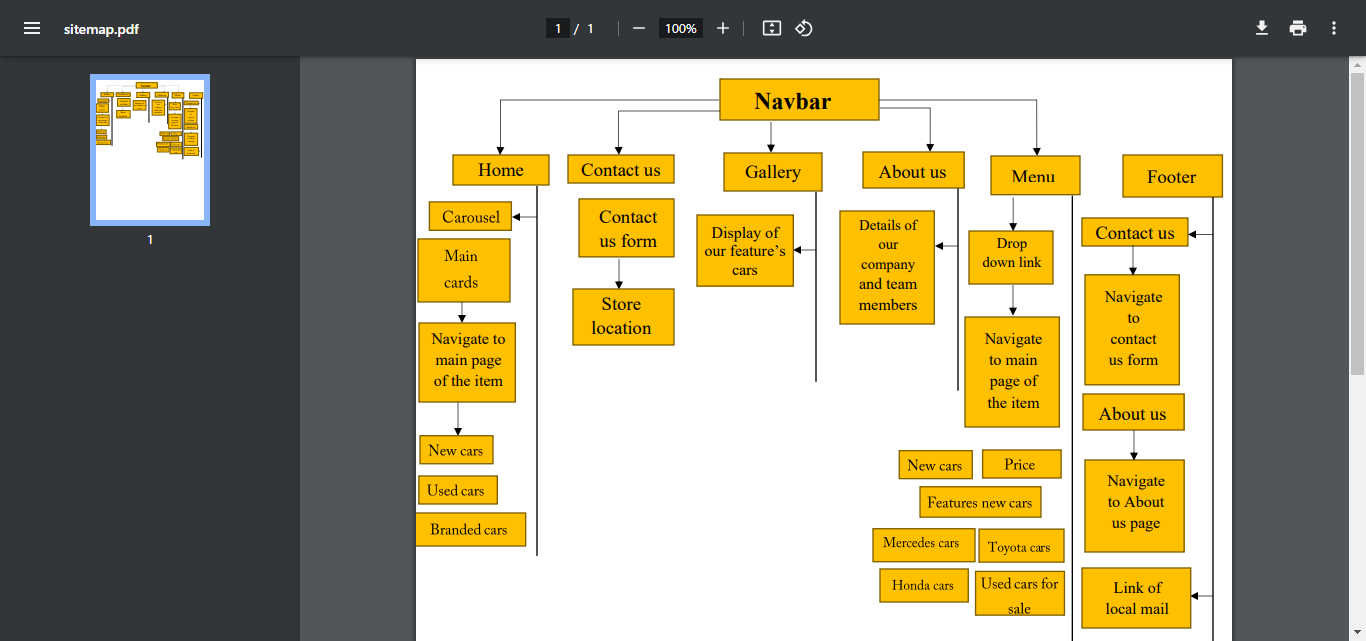 sitemap.pdf
1 / 1
100%
1
Navbar
Home
Contact us
Gallery
About us
Menu
Footer
Carousel
Main
cards
Navigate to
main page
of the item
New cars
Used cars
Branded cars
Contact
us form
Store
location
Display of
our feature’s
cars
Details of
our
company
and team
members
Drop
down link
Navigate
to main
page of
the item
New cars
Price
Features new cars
Mercedes cars
Toyota cars
Honda cars
Used cars for
sale
Contact us
Navigate
to
contact
us form
About us
Navigate
to About
us page
Link of
local mail